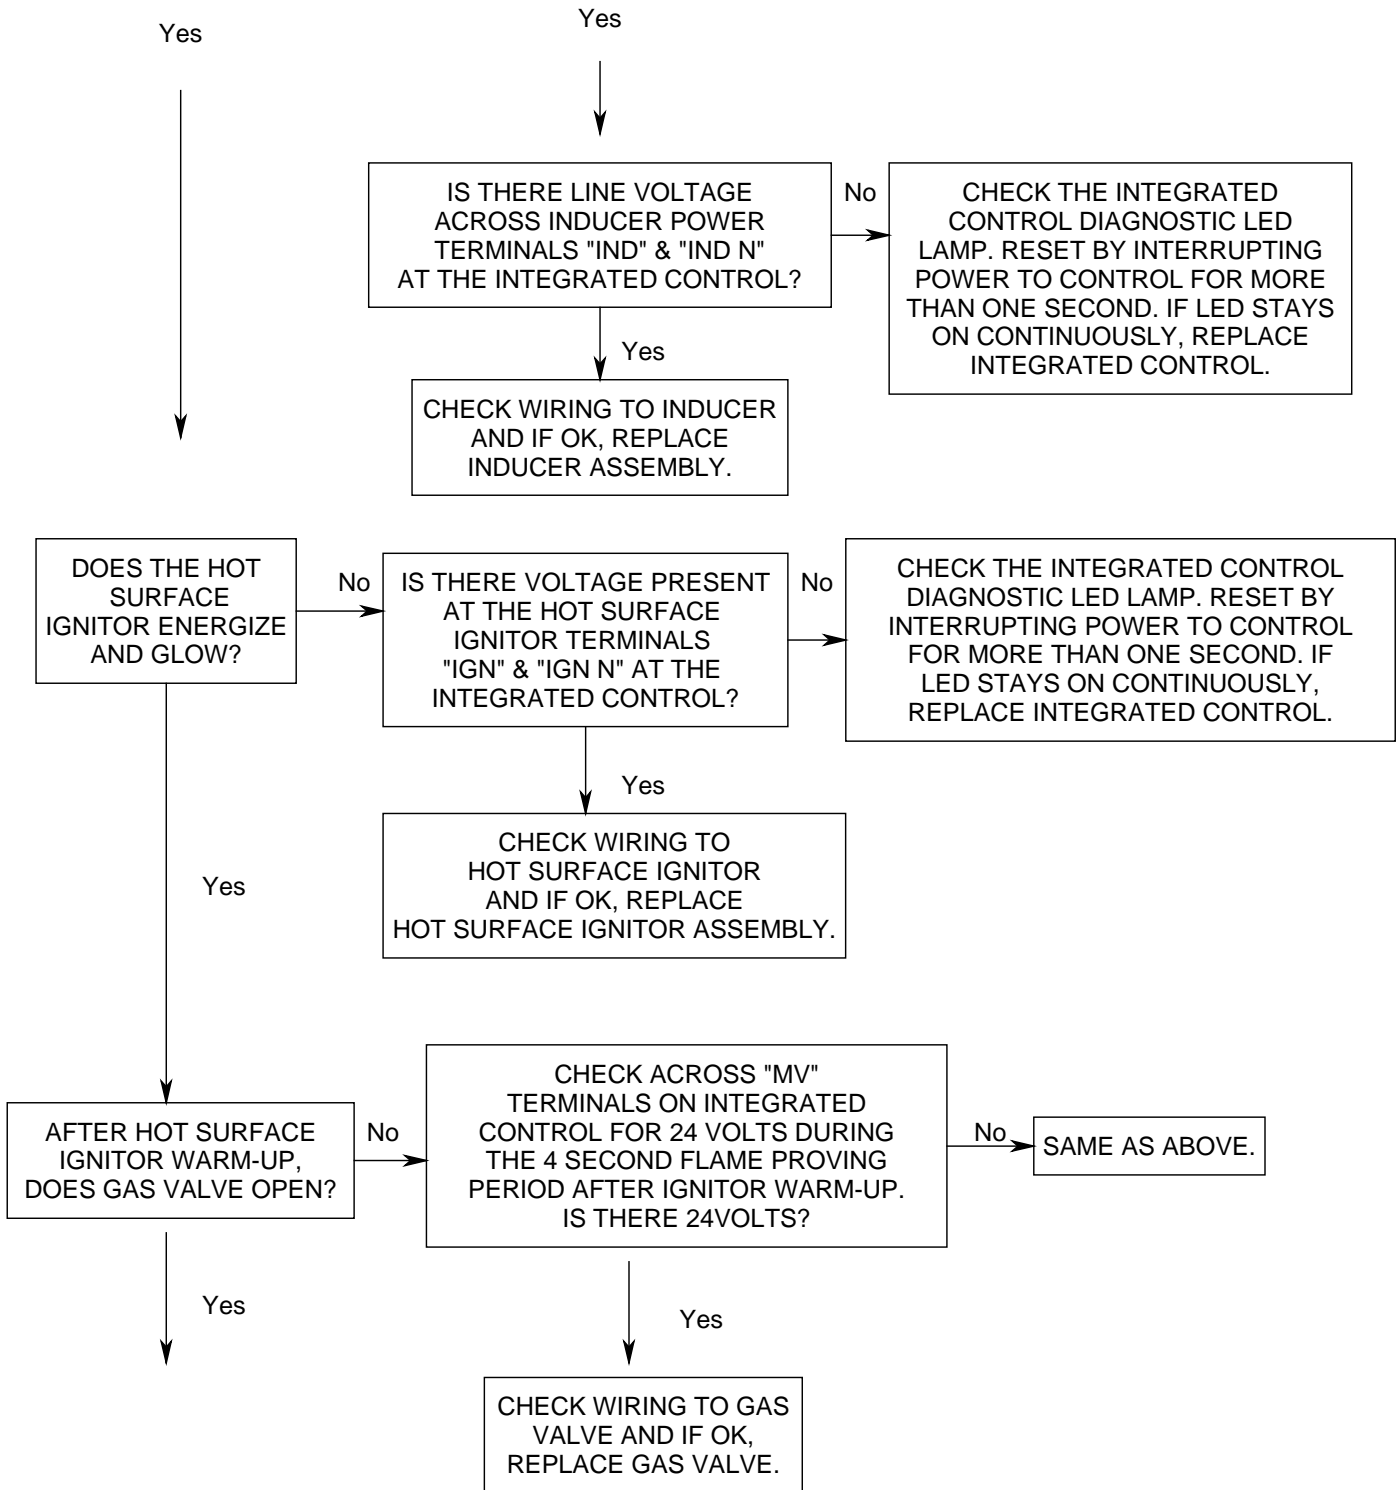 Yes
Yes
IS THERE LINE VOLTAGE
ACROSS INDUCER POWER
TERMINALS "IND" & "IND N"
AT THE INTEGRATED CONTROL?
No
CHECK THE INTEGRATED
CONTROL DIAGNOSTIC LED
LAMP. RESET BY INTERRUPTING
POWER TO CONTROL FOR MORE
THAN ONE SECOND. IF LED STAYS
ON CONTINUOUSLY, REPLACE
INTEGRATED CONTROL.
Yes
CHECK WIRING TO INDUCER
AND IF OK, REPLACE
INDUCER ASSEMBLY.
DOES THE HOT
SURFACE
IGNITOR ENERGIZE
AND GLOW?
No
IS THERE VOLTAGE PRESENT
AT THE HOT SURFACE
IGNITOR TERMINALS
"IGN" & "IGN N" AT THE
INTEGRATED CONTROL?
No
CHECK THE INTEGRATED CONTROL
DIAGNOSTIC LED LAMP. RESET BY
INTERRUPTING POWER TO CONTROL
FOR MORE THAN ONE SECOND. IF
LED STAYS ON CONTINUOUSLY,
REPLACE INTEGRATED CONTROL.
Yes
CHECK WIRING TO
HOT SURFACE IGNITOR
AND IF OK, REPLACE
HOT SURFACE IGNITOR ASSEMBLY.
Yes
AFTER HOT SURFACE
IGNITOR WARM-UP,
DOES GAS VALVE OPEN?
No
CHECK ACROSS "MV"
TERMINALS ON INTEGRATED
CONTROL FOR 24 VOLTS DURING
THE 4 SECOND FLAME PROVING
PERIOD AFTER IGNITOR WARM-UP.
IS THERE 24VOLTS?
No
SAME AS ABOVE.
Yes
Yes
CHECK WIRING TO GAS
VALVE AND IF OK,
REPLACE GAS VALVE.